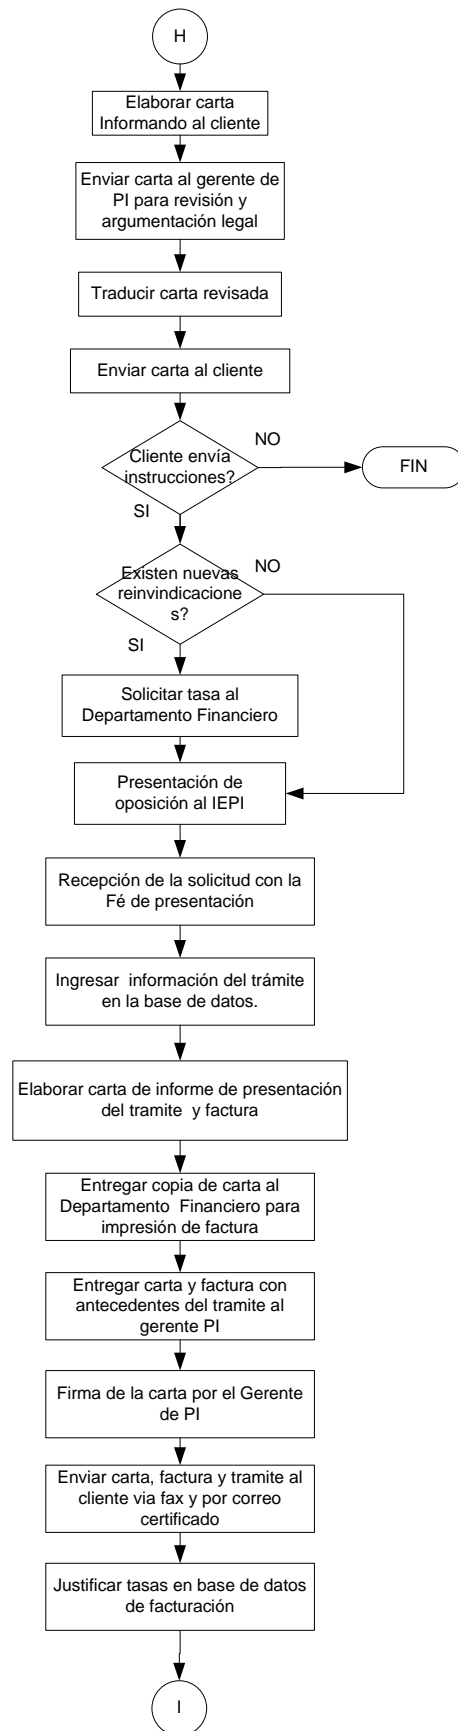 H
Elaborar carta
Informando al cliente
Enviar carta al gerente de
PI para revisión y
argumentación legal
Traducir carta revisada
Enviar carta al cliente
Cliente envía
instrucciones?
NO
FIN
SI
Existen nuevas
reinvindicacione
s?
NO
SI
Solicitar tasa al
Departamento Financiero
Presentación de
oposición al IEPI
Recepción de la solicitud con la
Fé de presentación
Ingresar  información del trámite
en la base de datos.
Elaborar carta de informe de presentación
del tramite  y factura
Entregar copia de carta al
Departamento  Financiero para
impresión de factura
Entregar carta y factura con
antecedentes del tramite al
gerente PI
Firma de la carta por el Gerente
de PI
Enviar carta, factura y tramite al
cliente via fax y por correo
certificado
Justificar tasas en base de datos
de facturación
I